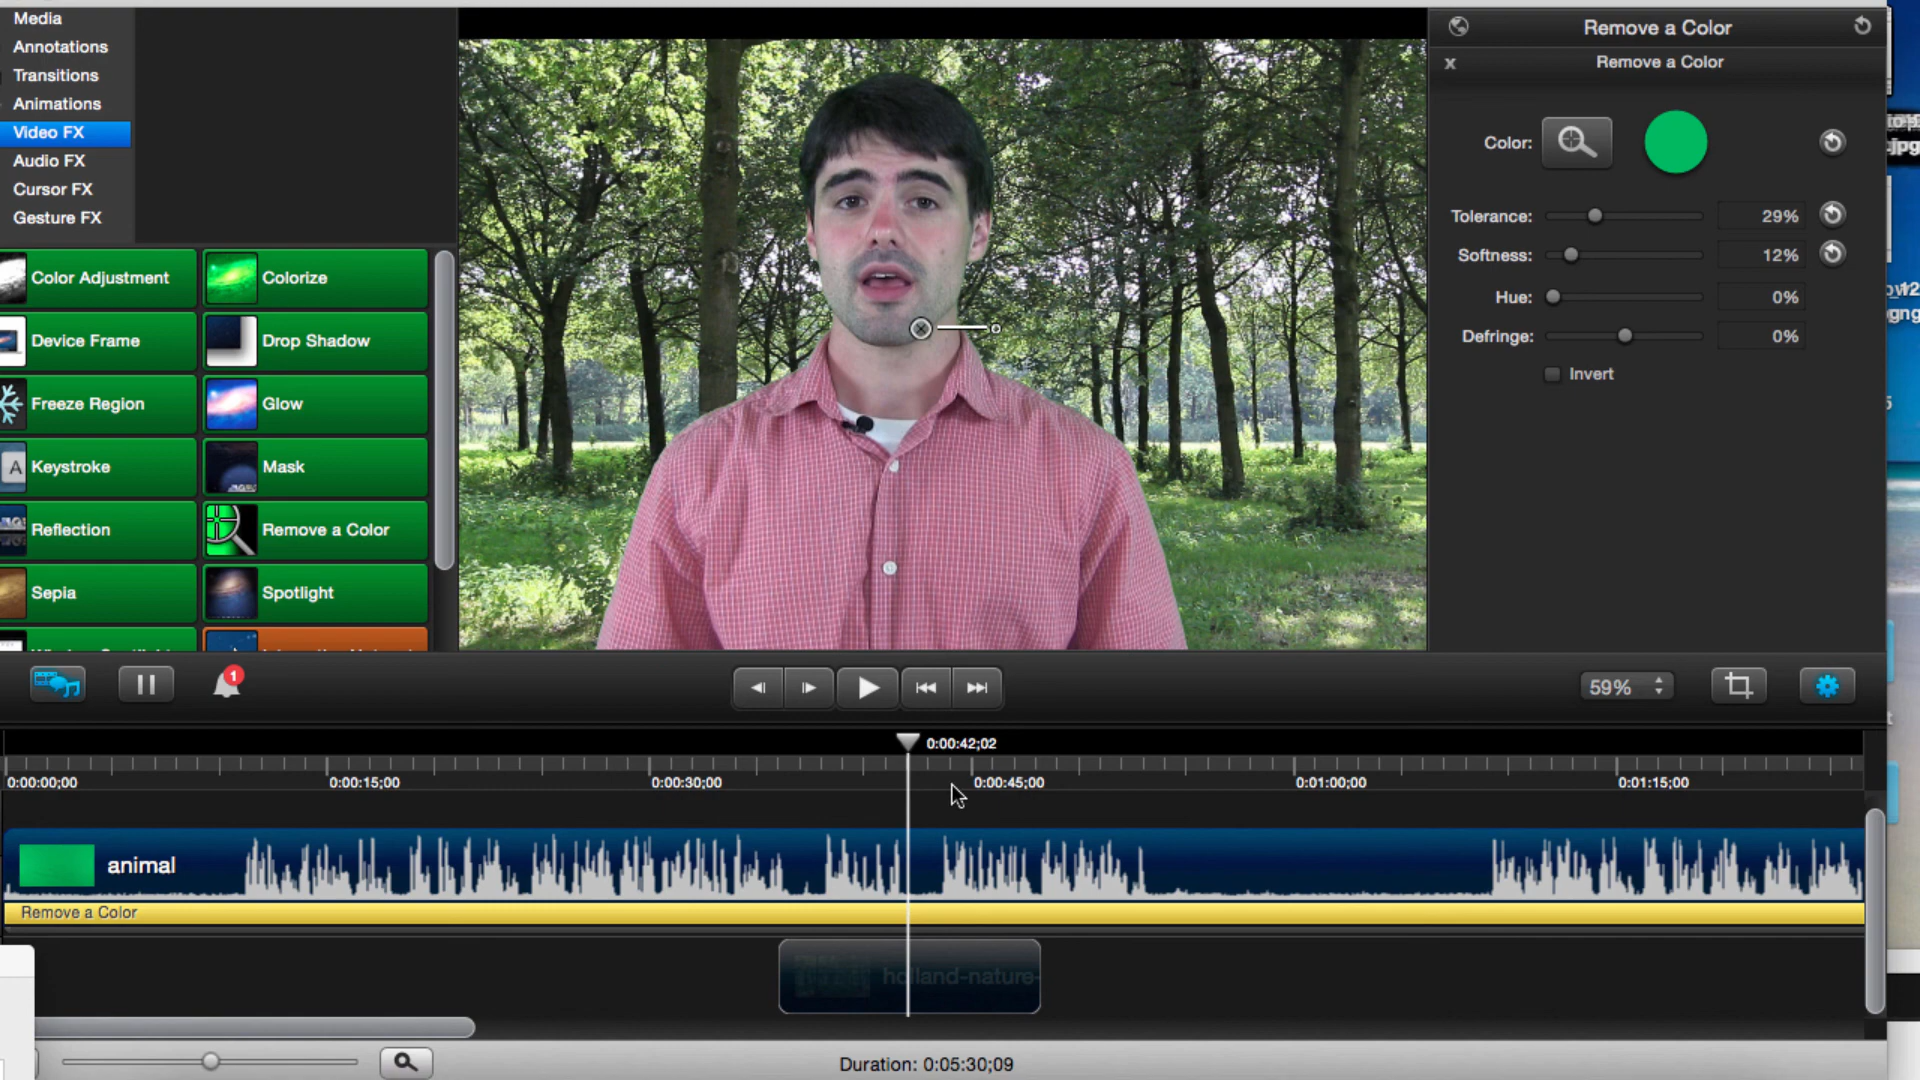 Media
Annotations
Transitions
Animations
Video FX
Audio FX
Cursor FX
Gesture FX
Color Adjustment
Colorize
Device Frame
Drop Shadow
Freeze Region
Glow
Keystroke
A
Mask
Reflection
Remove a Color
Sepia
Spotlight
Remove a Color
x
Remove a Color
Color:
Tolerance: 29%
Softness: 12%
Hue: 0%
Defringe: 0%
Invert
.jpg
1
59%
0:00:42;02
0:00:00;00
0:00:15;00
0:00:30;00
0:00:45;00
0:01:00;00
0:01:15;00
animal
Remove a Color
holland-nature-
Duration: 0:05:30;09